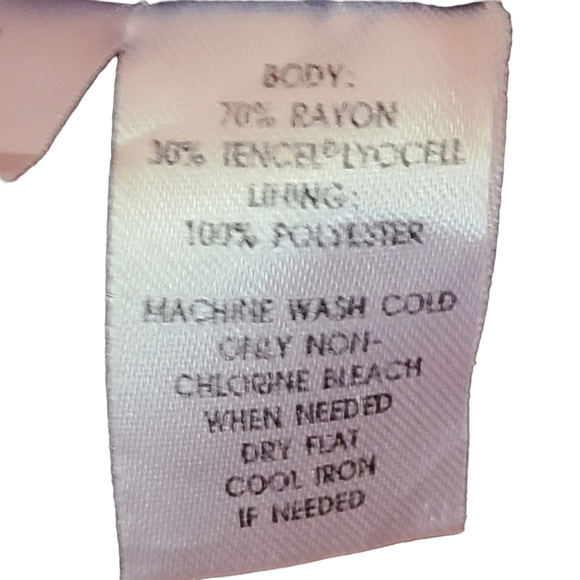 BODY:
70% RAYON
30% TENCEL® LYOCELL
LINING:
100% POLYESTER
MACHINE WASH COLD
ONLY NON-
CHLORINE BLEACH
WHEN NEEDED
DRY FLAT
COOL IRON
IF NEEDED